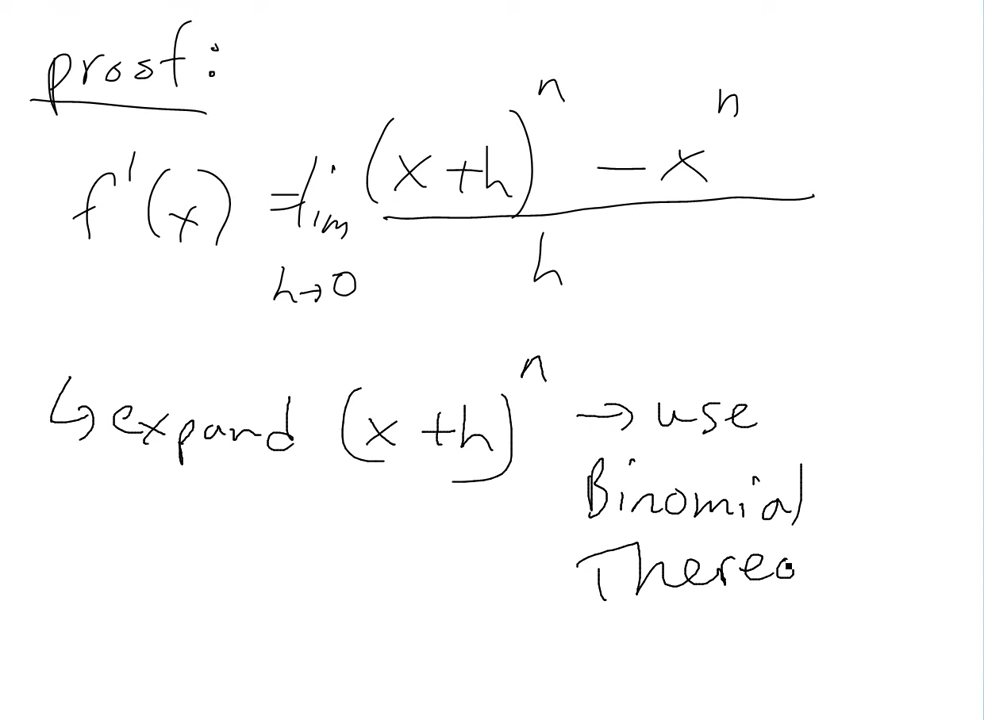 proof:
f'(x) = lim (x+h)^n - x^n
h→0 h
↳ expand (x+h)^n → use
Binomial
Thereo